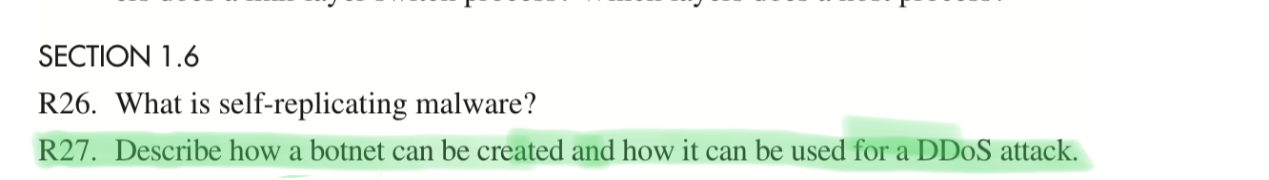 SECTION 1.6
R26. What is self-replicating malware?
R27. Describe how a botnet can be created and how it can be used for a DDoS attack.